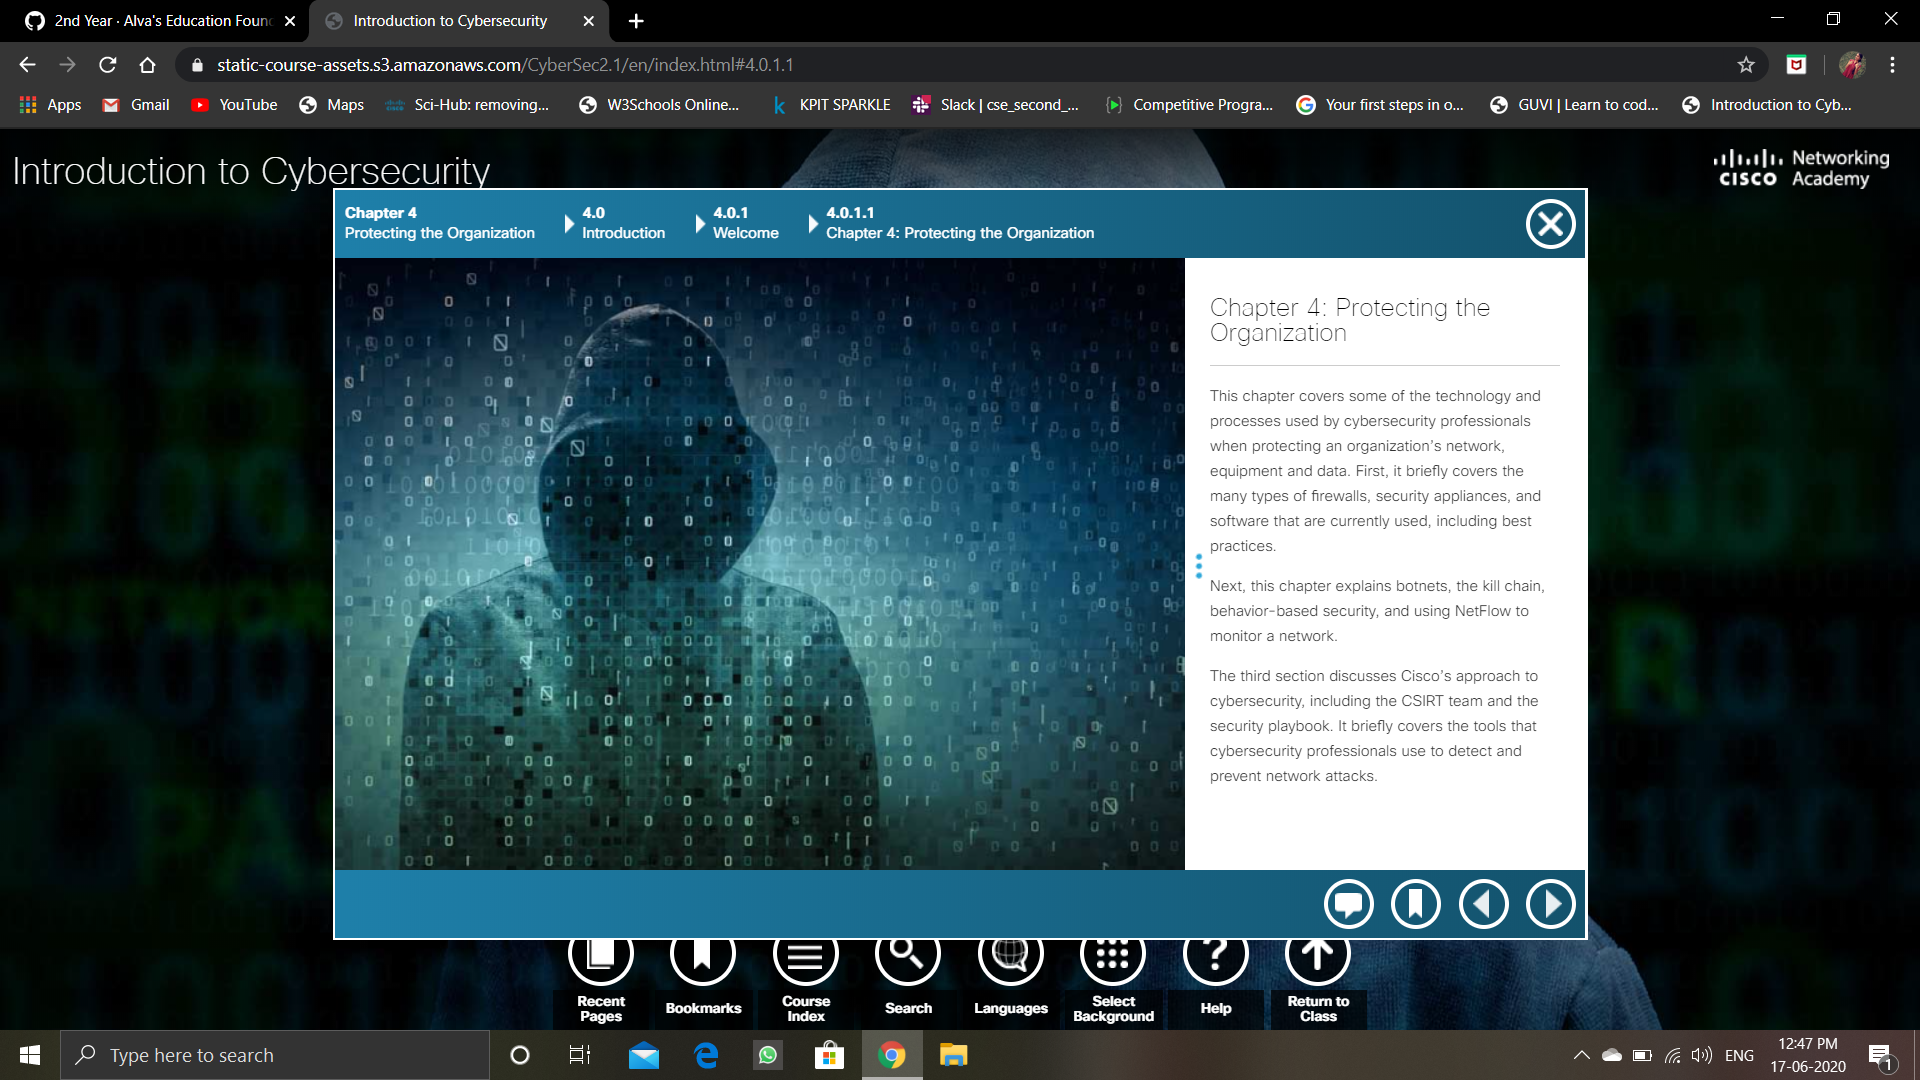 2nd Year · Alva's Education Foun
Introduction to Cybersecurity
static-course-assets.s3.amazonaws.com/CyberSec2.1/en/index.html#4.0.1.1
Apps
Gmail
YouTube
Maps
Sci-Hub: removing...
W3Schools Online...
KPIT SPARKLE
Slack | cse_second_...
Competitive Progra...
Your first steps in o...
GUVI | Learn to cod...
Introduction to Cyb...
Introduction to Cybersecurity
CISCO
Networking
Academy
Chapter 4
Protecting the Organization
4.0
Introduction
4.0.1
Welcome
4.0.1.1
Chapter 4: Protecting the Organization
Chapter 4: Protecting the
Organization
This chapter covers some of the technology and
processes used by cybersecurity professionals
when protecting an organization's network,
equipment and data. First, it briefly covers the
many types of firewalls, security appliances, and
software that are currently used, including best
practices.
Next, this chapter explains botnets, the kill chain,
behavior-based security, and using NetFlow to
monitor a network.
The third section discusses Cisco's approach to
cybersecurity, including the CSIRT team and the
security playbook. It briefly covers the tools that
cybersecurity professionals use to detect and
prevent network attacks.
Recent
Pages
Bookmarks
Course
Index
Search
Languages
Select
Background
Help
Return to
Class
Type here to search
ENG
12:47 PM
17-06-2020
1